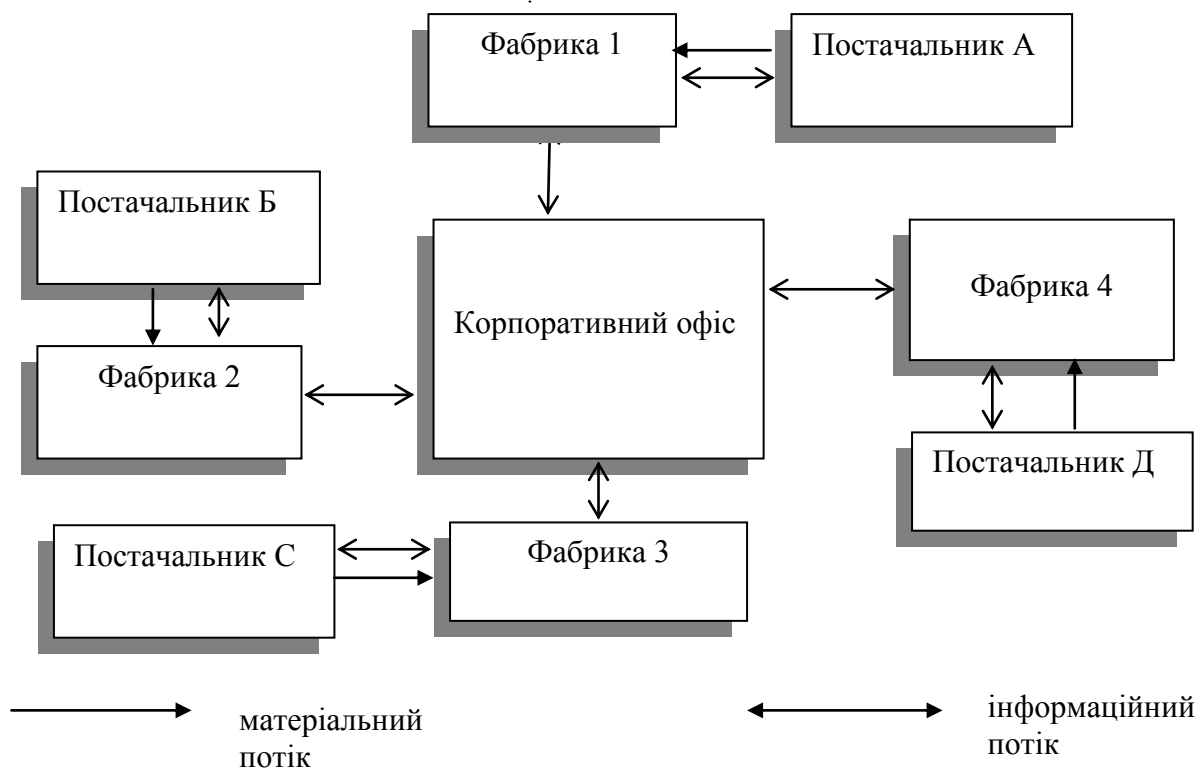 Фабрика 1
Постачальник А
Постачальник Б
Фабрика 4
Корпоративний офіс
Фабрика 2
Постачальник Д
Постачальник С
Фабрика 3
матеріальний
потік
інформаційний
потік